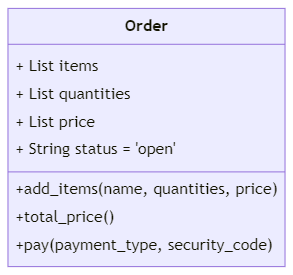 Order
+ List items
+ List quantities
+ List price
+ String status = 'open'
+add_items(name, quantities, price)
+total_price()
+pay(payment_type, security_code)